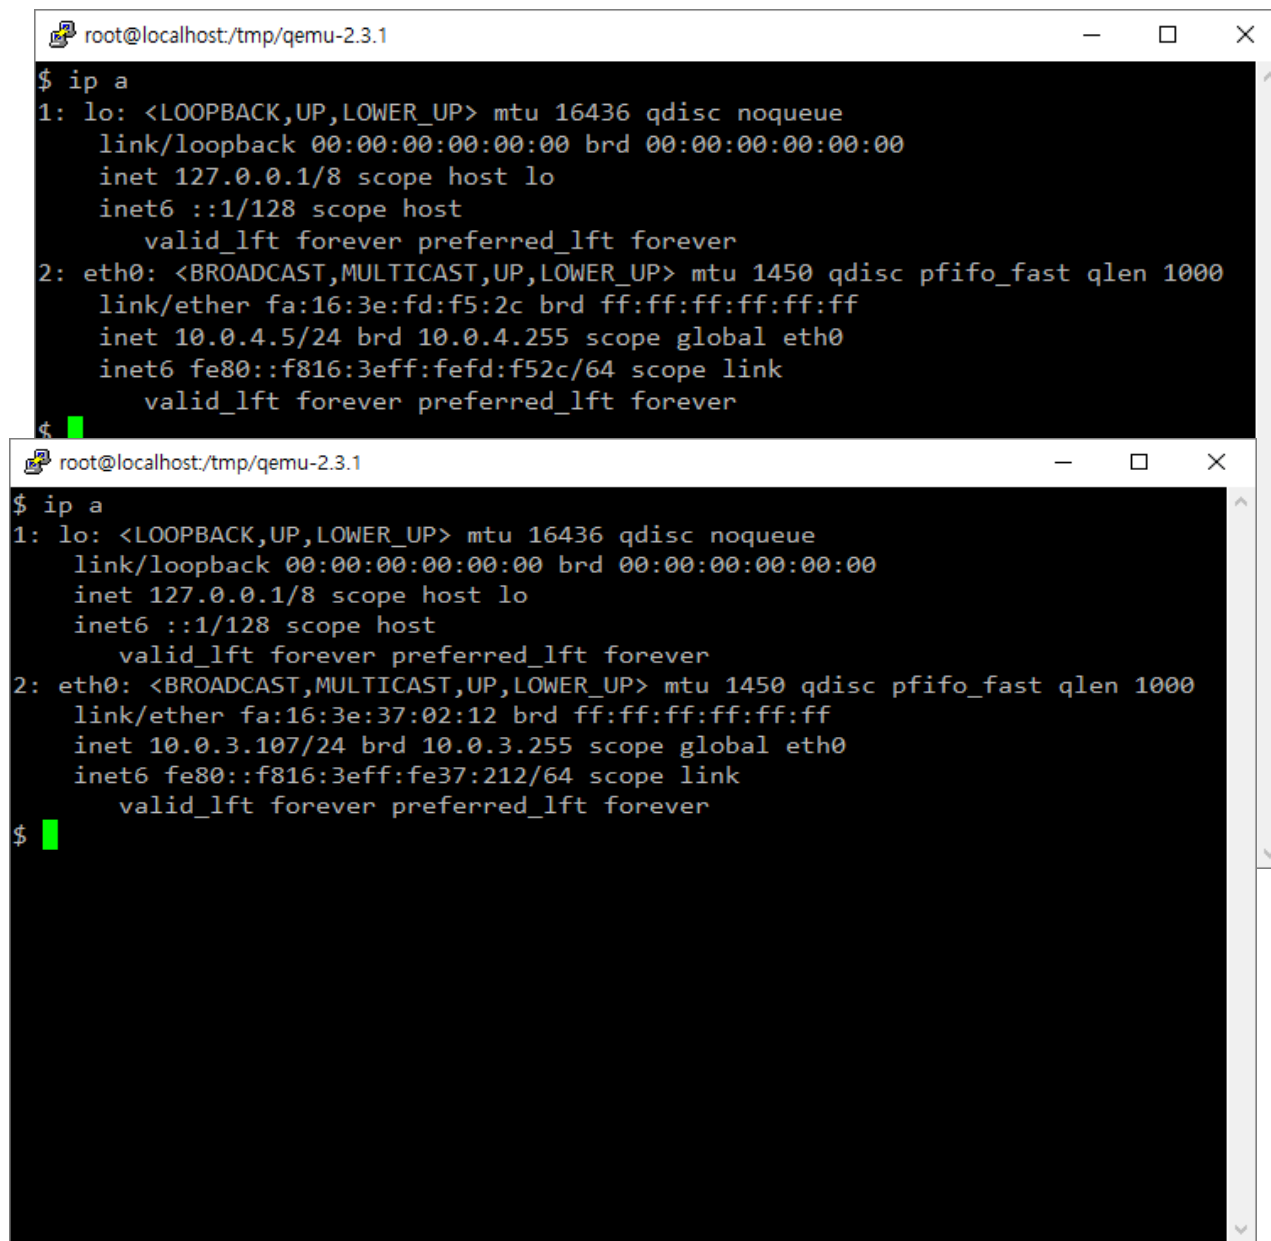 root@localhost:/tmp/qemu-2.3.1
$ ip a
1: lo: <LOOPBACK,UP,LOWER_UP> mtu 16436 qdisc noqueue
    link/loopback 00:00:00:00:00:00 brd 00:00:00:00:00:00
    inet 127.0.0.1/8 scope host lo
    inet6 ::1/128 scope host
       valid_lft forever preferred_lft forever
2: eth0: <BROADCAST,MULTICAST,UP,LOWER_UP> mtu 1450 qdisc pfifo_fast qlen 1000
    link/ether fa:16:3e:fd:f5:2c brd ff:ff:ff:ff:ff:ff
    inet 10.0.4.5/24 brd 10.0.4.255 scope global eth0
    inet6 fe80::f816:3eff:fefd:f52c/64 scope link
       valid_lft forever preferred_lft forever
$
root@localhost:/tmp/qemu-2.3.1
$ ip a
1: lo: <LOOPBACK,UP,LOWER_UP> mtu 16436 qdisc noqueue
    link/loopback 00:00:00:00:00:00 brd 00:00:00:00:00:00
    inet 127.0.0.1/8 scope host lo
    inet6 ::1/128 scope host
       valid_lft forever preferred_lft forever
2: eth0: <BROADCAST,MULTICAST,UP,LOWER_UP> mtu 1450 qdisc pfifo_fast qlen 1000
    link/ether fa:16:3e:37:02:12 brd ff:ff:ff:ff:ff:ff
    inet 10.0.3.107/24 brd 10.0.3.255 scope global eth0
    inet6 fe80::f816:3eff:fe37:212/64 scope link
       valid_lft forever preferred_lft forever
$